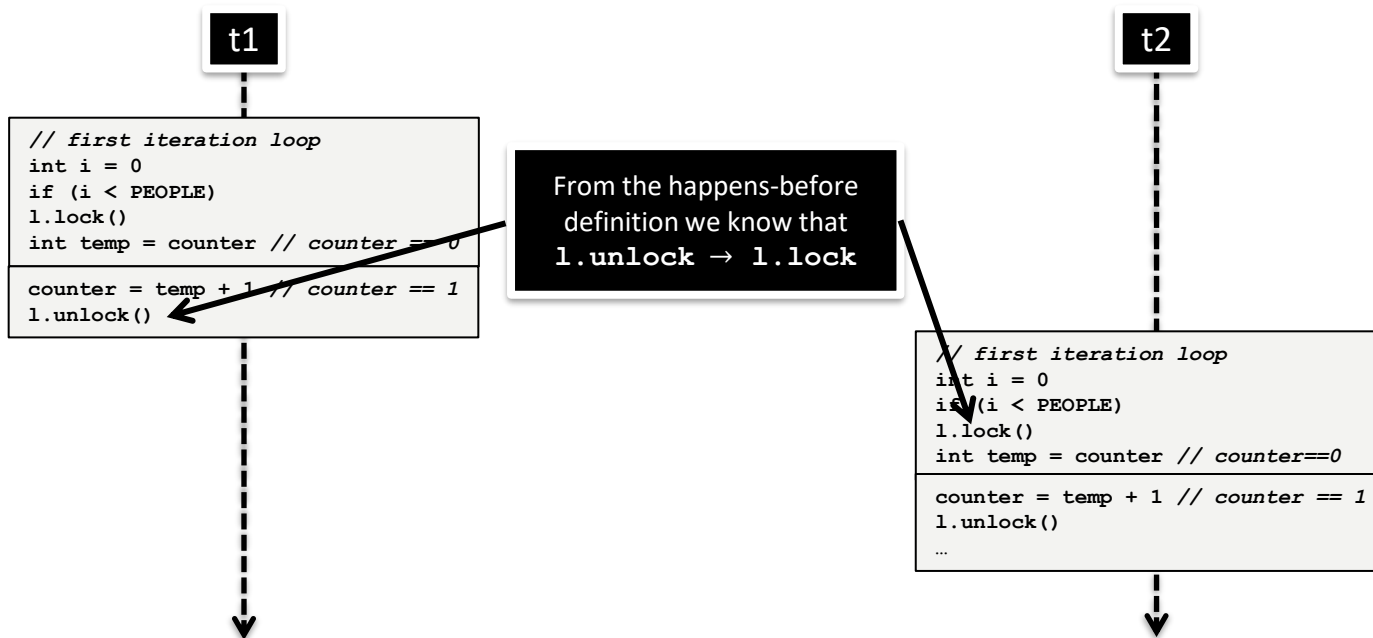 t1
t2
// first iteration loop
int i = 0
if (i < PEOPLE)
l.lock()
int temp = counter // counter == 0
counter = temp + 1 // counter == 1
l.unlock()
From the happens-before
definition we know that
l.unlock → l.lock
// first iteration loop
int i = 0
if (i < PEOPLE)
l.lock()
int temp = counter // counter==0
counter = temp + 1 // counter == 1
l.unlock()
…